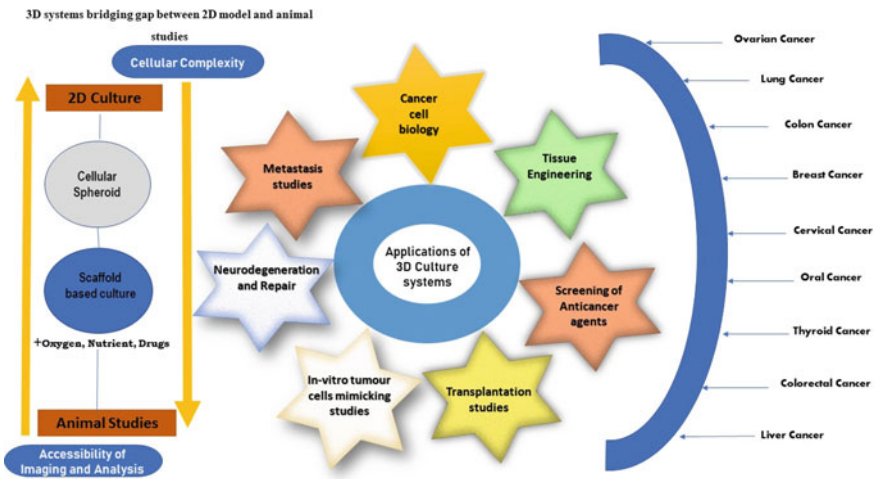 3D systems bridging gap between 2D model and animal
studies
Cellular Complexity
2D Culture
Cellular
Spheroid
Scaffold
based culture
+Oxygen, Nutrient, Drugs
Animal Studies
Accessibility of
Imaging and Analysis
Cancer
cell
biology
Metastasis
studies
Tissue
Engineering
Neurodegeneration
and Repair
Applications of
3D Culture
systems
Screening of
Anticancer
agents
In-vitro tumour
cells mimicking
studies
Transplantation
studies
Ovarian Cancer
Lung Cancer
Colon Cancer
Breast Cancer
Cervical Cancer
Oral Cancer
Thyroid Cancer
Colorectal Cancer
Liver Cancer